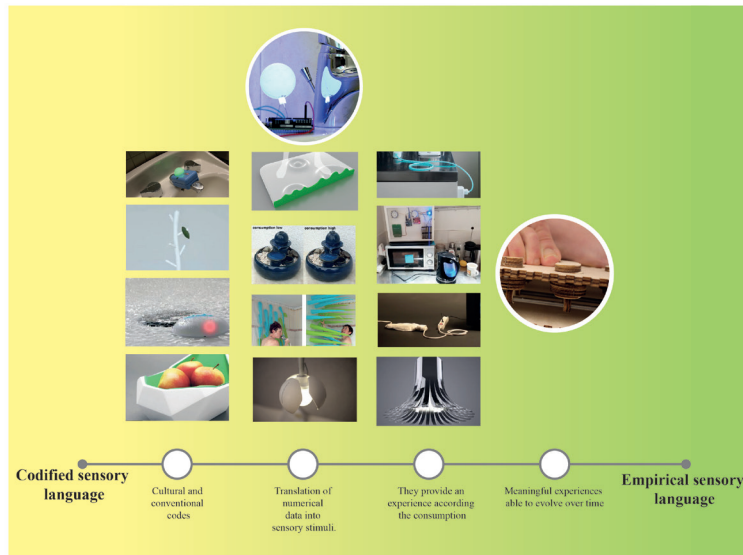 consumption low
consumption high
Codified sensory
language
Cultural and
conventional
codes
Translation of
numerical
data into
sensory stimuli.
They provide an
experience according
the consumption
Meaningful experiences
able to evolve over time
Empirical sensory
language